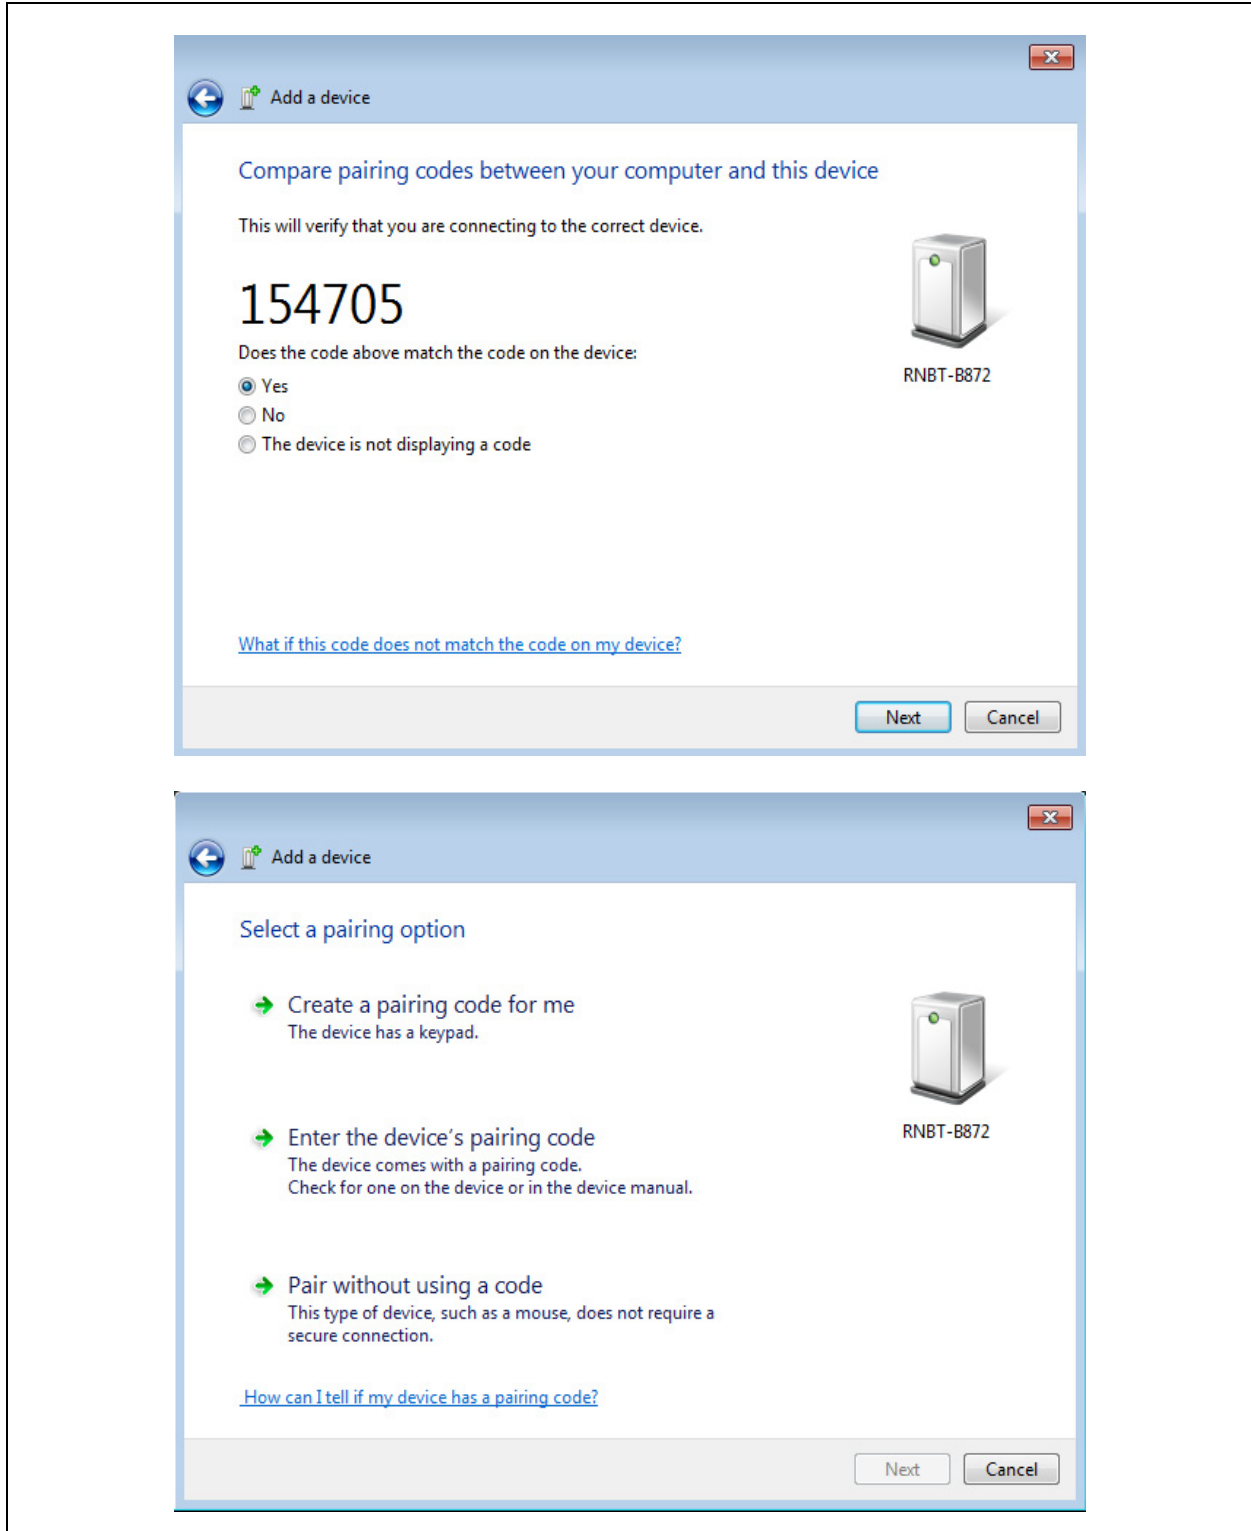 Add a device
Compare pairing codes between your computer and this device
This will verify that you are connecting to the correct device.
154705
Does the code above match the code on the device:
Yes
No
The device is not displaying a code
RNBT-B872
What if this code does not match the code on my device?
Next Cancel
Add a device
Select a pairing option
Create a pairing code for me
The device has a keypad.
Enter the device's pairing code
The device comes with a pairing code.
Check for one on the device or in the device manual.
RNBT-B872
Pair without using a code
This type of device, such as a mouse, does not require a
secure connection.
How can I tell if my device has a pairing code?
Next Cancel